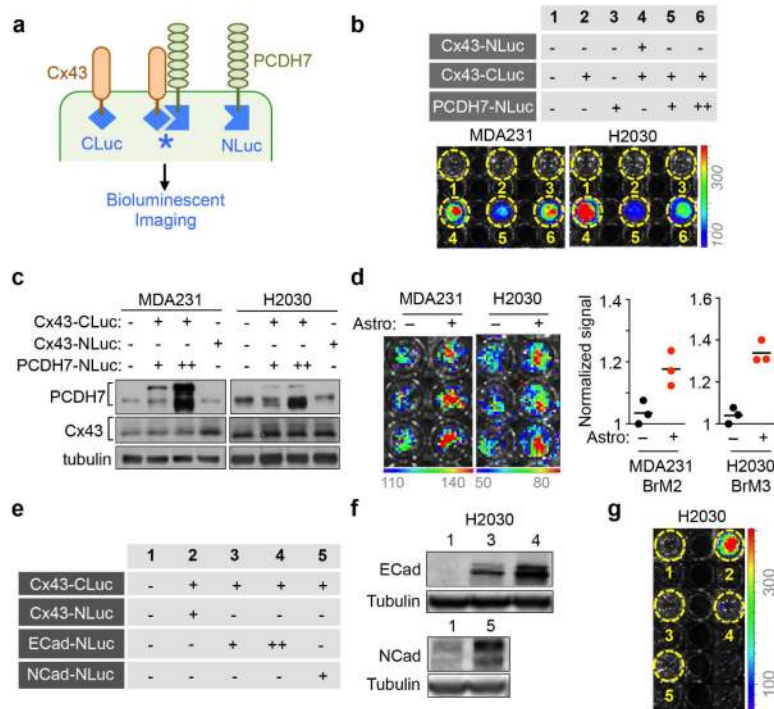 a
Cx43
PCDH7
CLuc
*
NLuc
Bioluminescent
Imaging
b
1 2 3 4 5 6
Cx43-NLuc - - - + - -
Cx43-CLuc - + - + + +
PCDH7-NLuc - - + - + ++
MDA231 H2030
1 2 3 1 2 3
4 5 6 4 5 6
300
100
c
MDA231 H2030
Cx43-CLuc: - + + - - + + -
Cx43-NLuc: - - - + - - - +
PCDH7-NLuc: - + ++ - - + ++ -
PCDH7
Cx43
tubulin
d
MDA231 H2030
Astro: - + - +
110 140 50 80
Normalized signal
1.4
1.2
1
1.6
1.4
1.2
1
Astro: - + - +
MDA231 H2030
BrM2 BrM3
e
1 2 3 4 5
Cx43-CLuc - + + + +
Cx43-NLuc - + - - -
ECad-NLuc - - + ++ -
NCad-NLuc - - - - +
f
H2030
1 3 4
ECad
Tubulin
1 5
NCad
Tubulin
g
H2030
1 2
3 4
5
300
100